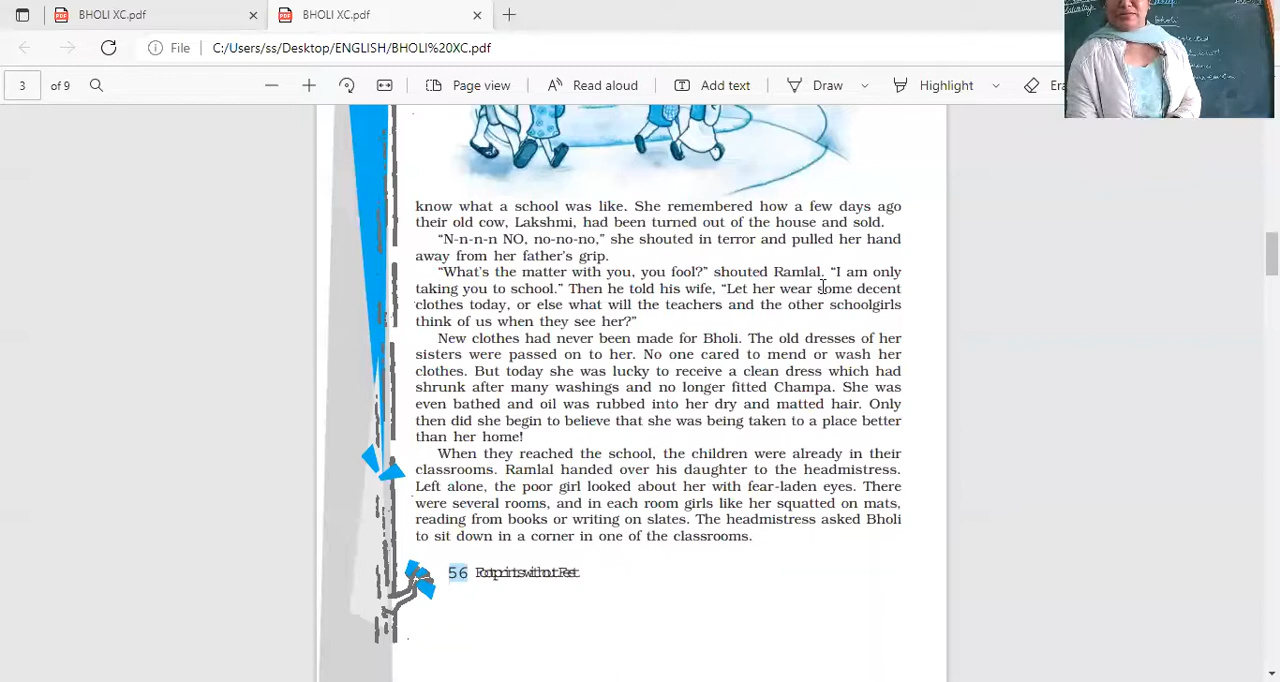 BHOLI XC.pdf
BHOLI XC.pdf
File C:/Users/ss/Desktop/ENGLISH/BHOLI%20XC.pdf
3 of 9 Page view Read aloud Add text Draw Highlight
Bholi
know what a school was like. She remembered how a few days ago
their old cow, Lakshmi, had been turned out of the house and sold.
“N-n-n-n NO, no-no-no,” she shouted in terror and pulled her hand
away from her father's grip.
“What's the matter with you, you fool?” shouted Ramlal. “I am only
taking you to school.” Then he told his wife, “Let her wear some decent
clothes today, or else what will the teachers and the other schoolgirls
think of us when they see her?”
New clothes had never been made for Bholi. The old dresses of her
sisters were passed on to her. No one cared to mend or wash her
clothes. But today she was lucky to receive a clean dress which had
shrunk after many washings and no longer fitted Champa. She was
even bathed and oil was rubbed into her dry and matted hair. Only
then did she begin to believe that she was being taken to a place better
than her home!
When they reached the school, the children were already in their
classrooms. Ramlal handed over his daughter to the headmistress.
Left alone, the poor girl looked about her with fear-laden eyes. There
were several rooms, and in each room girls like her squatted on mats,
reading from books or writing on slates. The headmistress asked Bholi
to sit down in a corner in one of the classrooms.
56